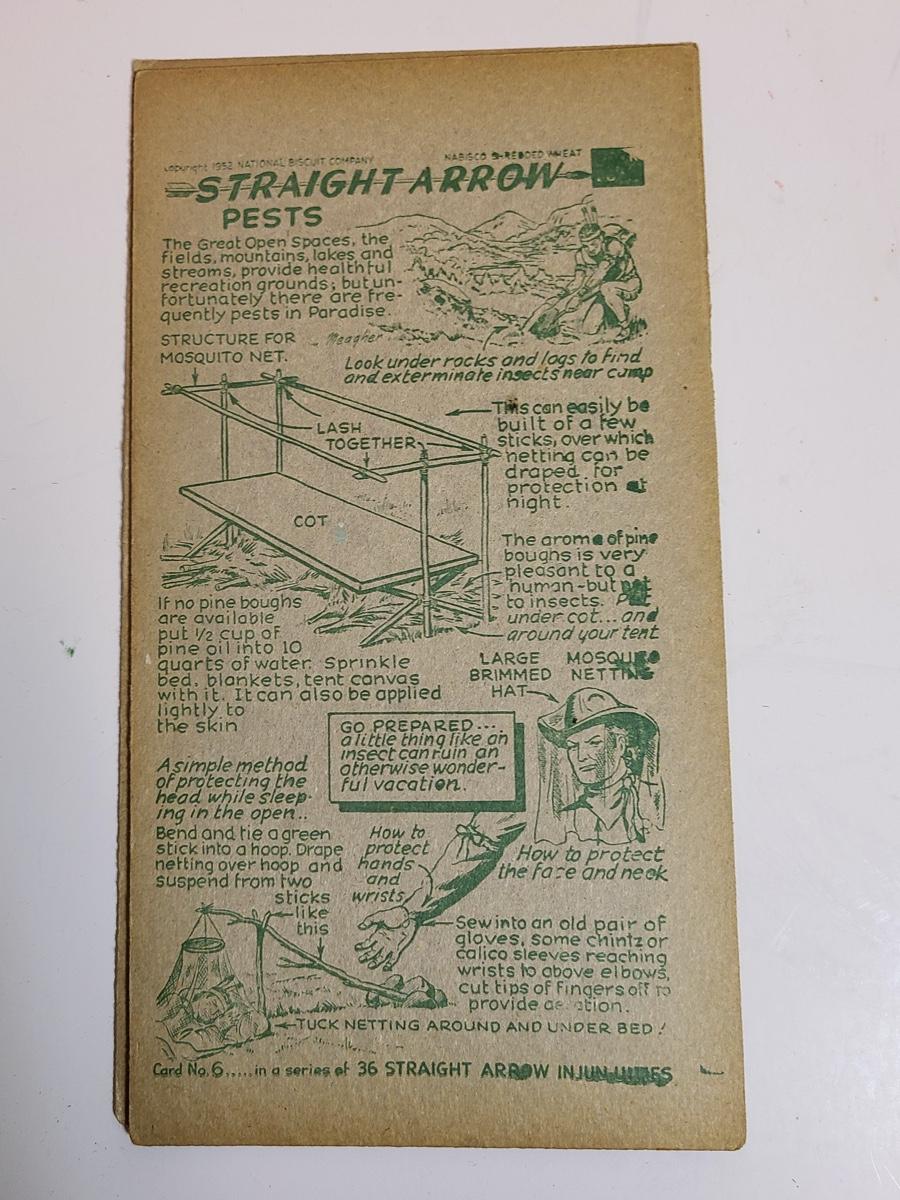 Copyright 1952 NATIONAL BISCUIT COMPANY
NABISCO SHREDDED WHEAT
STRAIGHT ARROW
PESTS
The Great Open Spaces, the
fields, mountains, lakes and
streams, provide healthful
recreation grounds; but un-
fortunately there are fre-
quently pests in Paradise.
Meagher
Look under rocks and logs to find
and exterminate insects near camp
STRUCTURE FOR
MOSQUITO NET.
LASH
TOGETHER
COT
This can easily be
built of a few
sticks, over which
netting can be
draped for
protection at
night.
The aroma of pine
boughs is very
pleasant to a
human-but not
to insects. Put
under cot... and
around your tent
If no pine boughs
are available
put 1/2 cup of
pine oil into 10
quarts of water. Sprinkle
bed, blankets, tent canvas
with it. It can also be applied
lightly to
the skin
LARGE
BRIMMED
HAT
MOSQUITO
NETTING
GO PREPARED...
a little thing like an
insect can ruin an
otherwise wonder-
ful vacation.
How to protect
the face and neck
A simple method
of protecting the
head while sleep-
ing in the open..
Bend and tie a green
stick into a hoop. Drape
netting over hoop and
suspend from two
sticks
like
this
How to
protect
hands
and
wrists
Sew into an old pair of
gloves, some chintz or
calico sleeves reaching
wrists to above elbows,
cut tips of fingers off to
provide aeration.
TUCK NETTING AROUND AND UNDER BED!
Card No. 6..... in a series of 36 STRAIGHT ARROW INJUN-UITIES